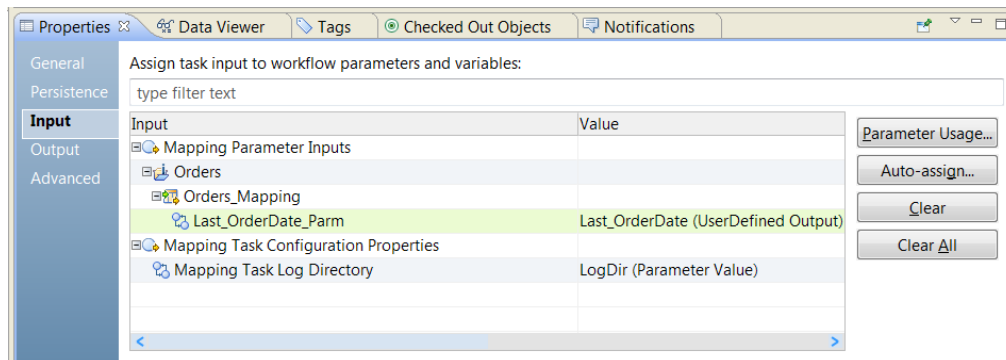 Properties Data Viewer Tags Checked Out Objects Notifications
General
Persistence
Input
Output
Advanced
Assign task input to workflow parameters and variables:
type filter text
Input Value
Mapping Parameter Inputs
Orders
Orders_Mapping
Last_OrderDate_Parm Last_OrderDate (UserDefined Output)
Mapping Task Configuration Properties
Mapping Task Log Directory LogDir (Parameter Value)
Parameter Usage...
Auto-assign...
Clear
Clear All